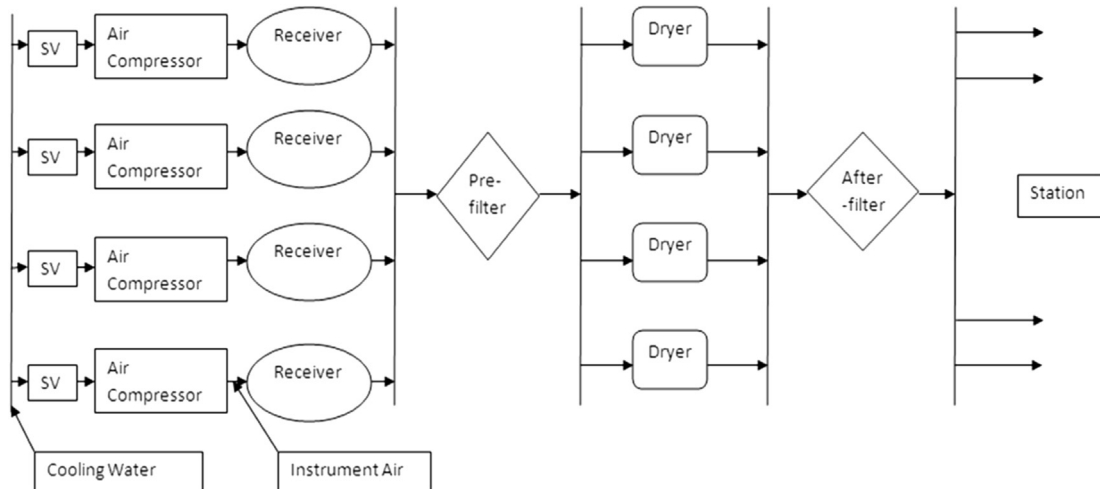 SV
Air
Compressor
Receiver
Dryer
SV
Air
Compressor
Receiver
Dryer
Pre-
filter
After
-filter
Station
SV
Air
Compressor
Receiver
Dryer
SV
Air
Compressor
Receiver
Dryer
Cooling Water
Instrument Air